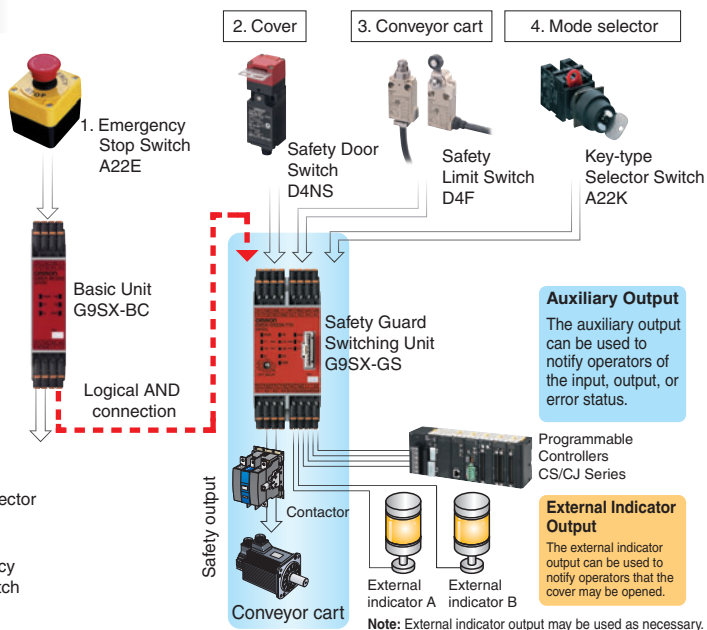 2. Cover
3. Conveyor cart
4. Mode selector
1. Emergency
Stop Switch
A22E
Safety Door
Switch
D4NS
Safety
Limit Switch
D4F
Key-type
Selector Switch
A22K
Basic Unit
G9SX-BC
Safety Guard
Switching Unit
G9SX-GS
Logical AND
connection
Auxiliary Output
The auxiliary output
can be used to
notify operators of
the input, output, or
error status.
Programmable
Controllers
CS/CJ Series
ector
cy
tch
Safety output
Contactor
Conveyor cart
External
indicator A
External
indicator B
External Indicator
Output
The external indicator
output can be used to
notify operators that the
cover may be opened.
Note: External indicator output may be used as necessary.